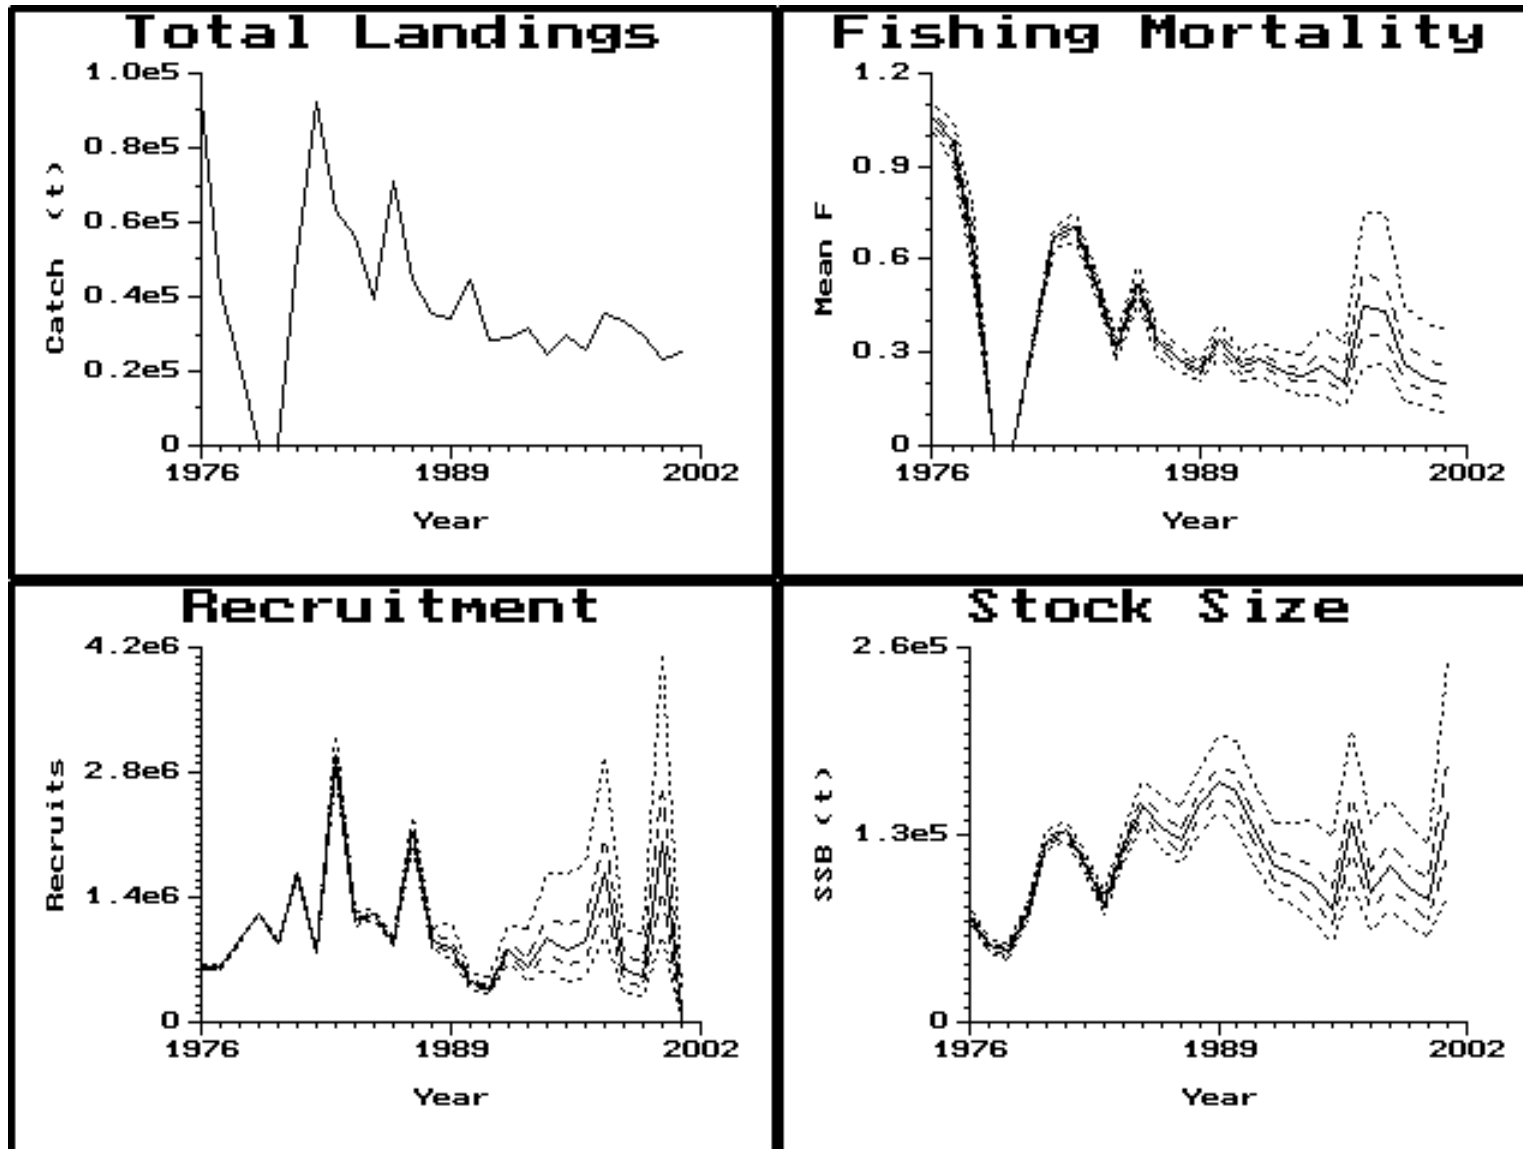 Total Landings
1.0e5
0.8e5
0.6e5
0.4e5
0.2e5
0
Catch (t)
1976 1989 2002
Year
Fishing Mortality
1.2
0.9
0.6
0.3
0
Mean F
1976 1989 2002
Year
Recruitment
4.2e6
2.8e6
1.4e6
0
Recruits
1976 1989 2002
Year
Stock Size
2.6e5
1.3e5
0
SSB (t)
1976 1989 2002
Year